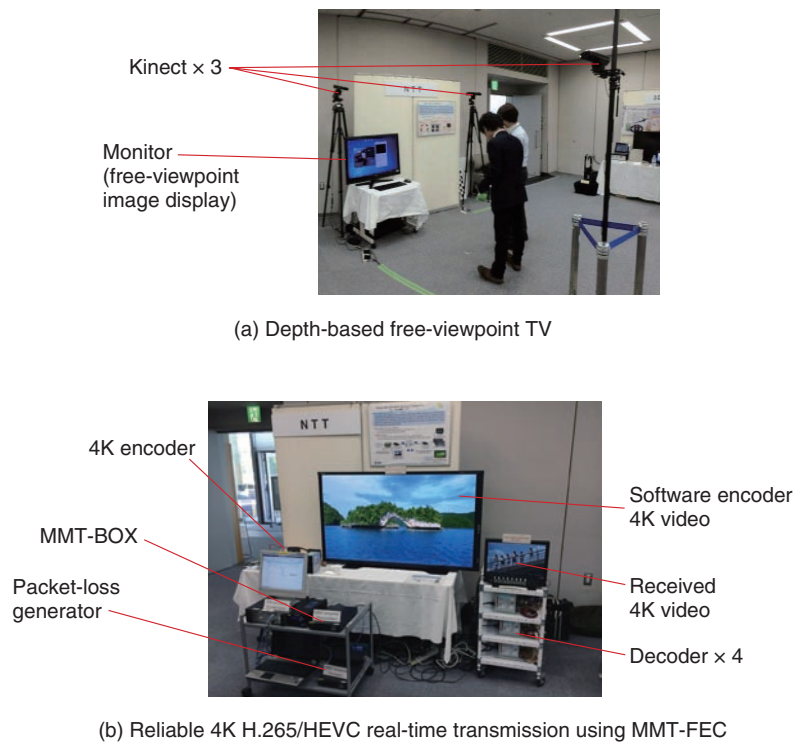 Kinect × 3
Monitor
(free-viewpoint
image display)
NTT
(a) Depth-based free-viewpoint TV
4K encoder
MMT-BOX
Packet-loss
generator
NTT
Software encoder
4K video
Received
4K video
Decoder × 4
(b) Reliable 4K H.265/HEVC real-time transmission using MMT-FEC